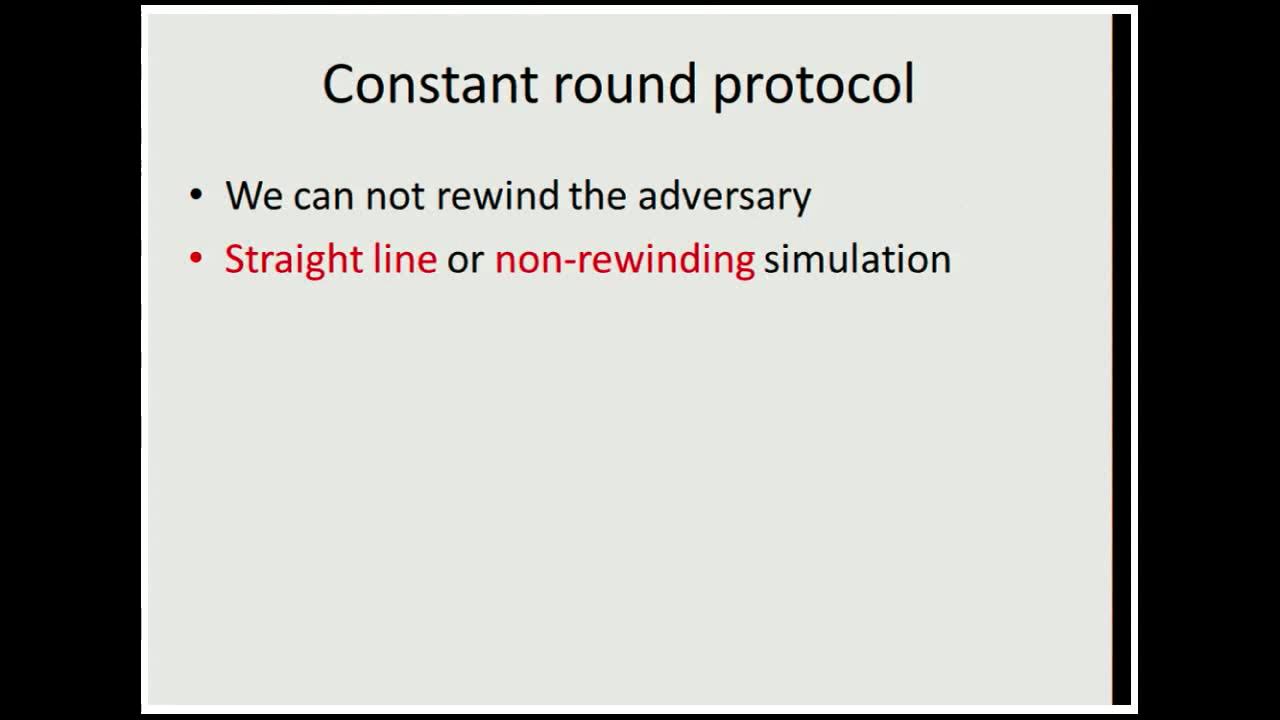 Constant round protocol
• We can not rewind the adversary
• Straight line or non-rewinding simulation